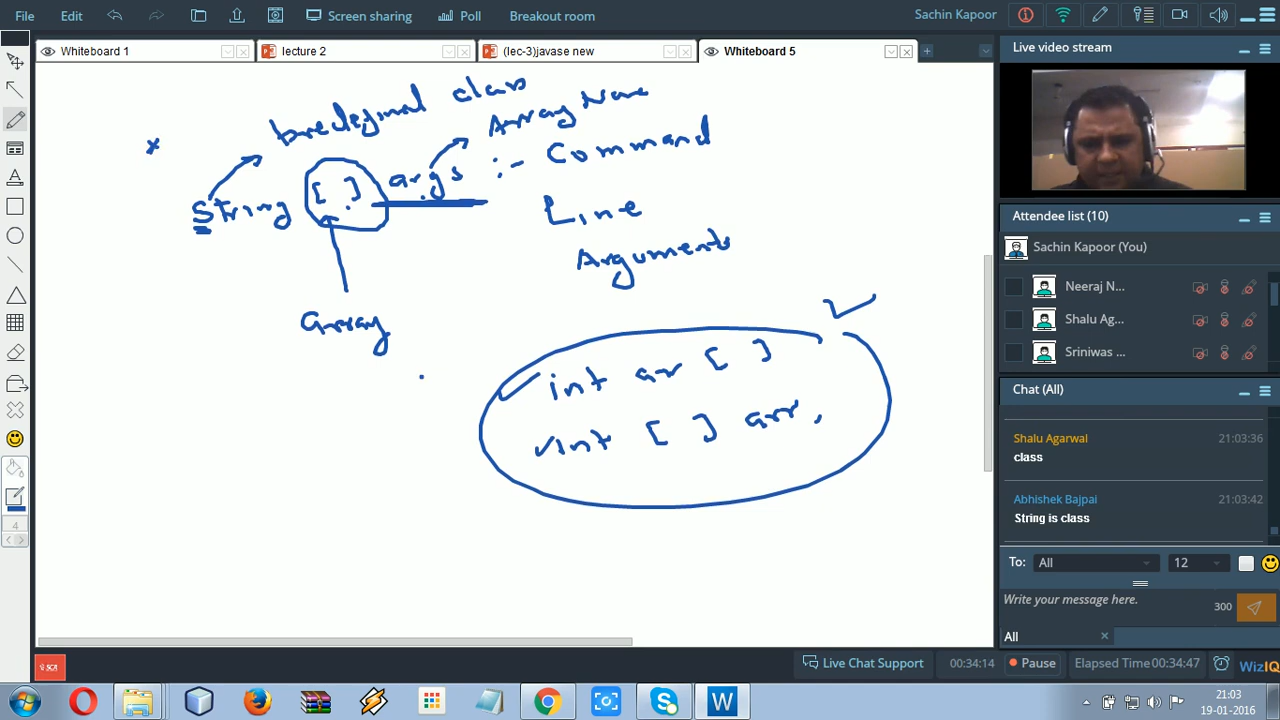 File Edit Screen sharing Poll Breakout room Sachin Kapoor
Whiteboard 1 lecture 2 (lec-3)javase new Whiteboard 5
Live video stream
class
Array Name
* String [ ] args :- Command
Line
Arguments
array
int ar [ ]
int [ ] arr,
Attendee list (10)
Sachin Kapoor (You)
Neeraj N...
Shalu Ag...
Sriniwas ...
Chat (All)
Shalu Agarwal 21:03:36
class
Abhishek Bajpai 21:03:42
String is class
To: All 12
Write your message here. 300
All
4
Live Chat Support 00:34:14 Pause Elapsed Time 00:34:47 WizIQ
21:03
19-01-2016